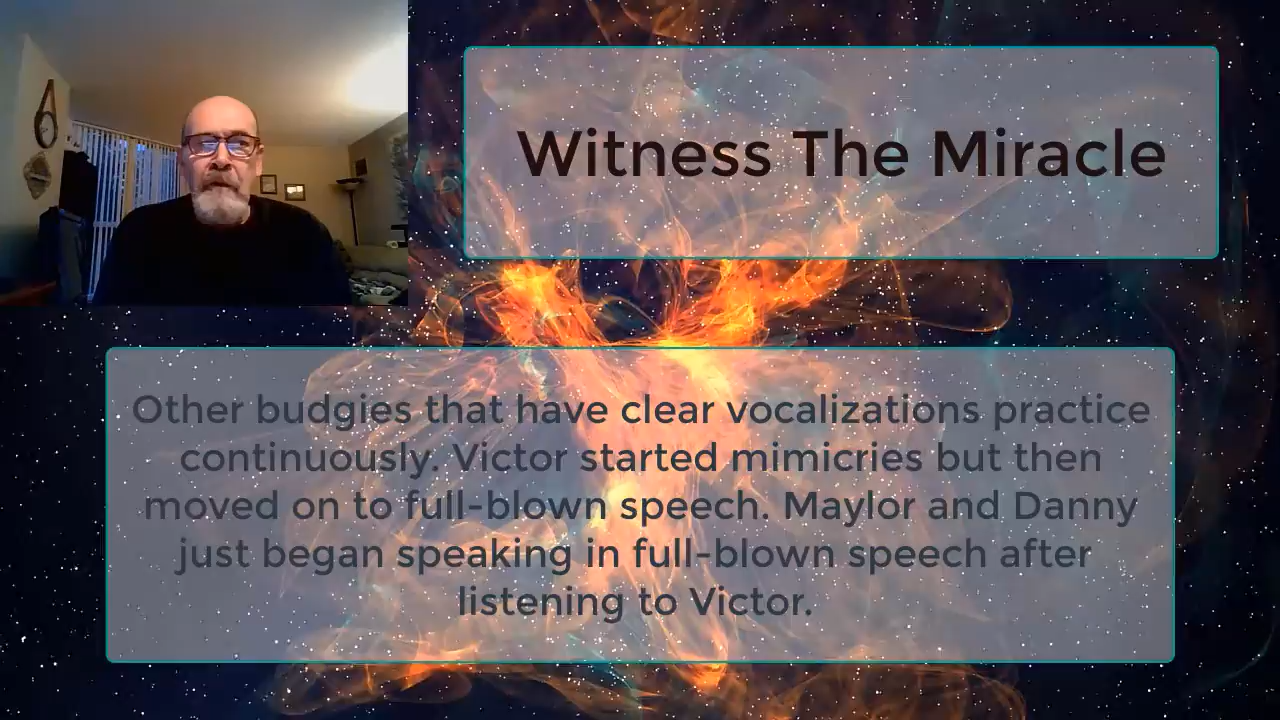 Witness The Miracle
Other budgies that have clear vocalizations practice
continuously. Victor started mimicries but then
moved on to full-blown speech. Maylor and Danny
just began speaking in full-blown speech after
listening to Victor.